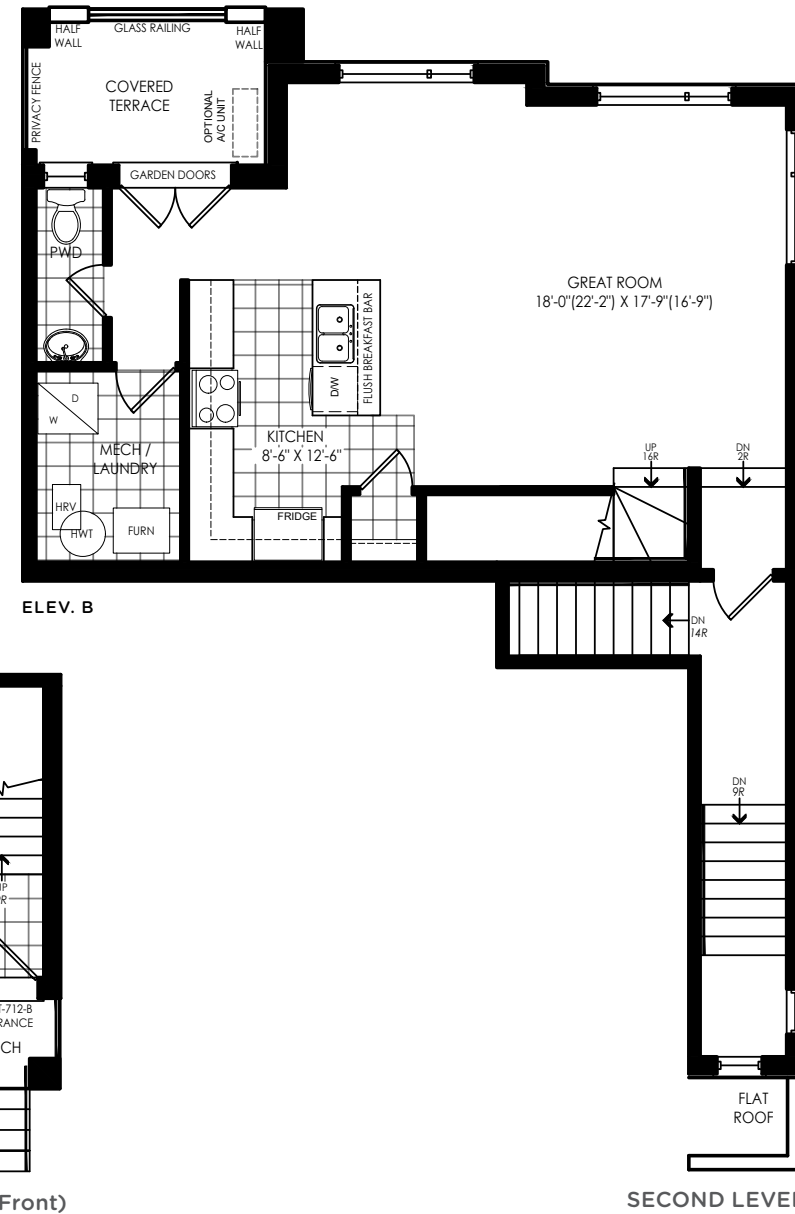 HALF
WALL
GLASS RAILING
HALF
WALL
PRIVACY FENCE
COVERED
TERRACE
OPTIONAL
A/C UNIT
GARDEN DOORS
PWD
GREAT ROOM
18'-0"(22'-2") X 17'-9"(16'-9")
FLUSH BREAKFAST BAR
D/W
D
W
KITCHEN
8'-6" X 12'-6"
MECH /
LAUNDRY
UP
16R
DN
2R
HRV
HWT
FURN
FRIDGE
ELEV. B
DN
14R
DN
9R
T-712-B
FLAT
ROOF
Front)
SECOND LEVEL